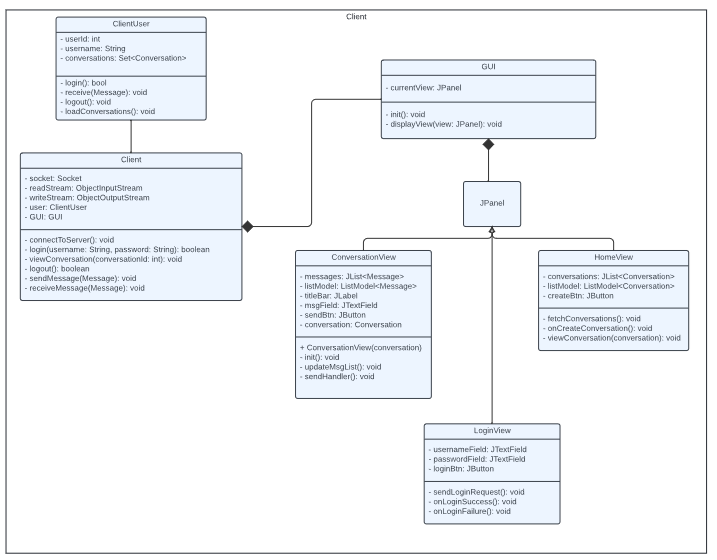 Client
ClientUser
- userId: int
- username: String
- conversations: Set<Conversation>
- login(): bool
- receive(Message): void
- logout(): void
- loadConversations(): void
GUI
- currentView: JPanel
- init(): void
- displayView(view: JPanel): void
Client
- socket: Socket
- readStream: ObjectInputStream
- writeStream: ObjectOutputStream
- user: ClientUser
- GUI: GUI
- connectToServer(): void
- login(username: String, password: String): boolean
- viewConversation(conversationId: int): void
- logout(): boolean
- sendMessage(Message): void
- receiveMessage(Message): void
JPanel
ConversationView
- messages: JList<Message>
- listModel: ListModel<Message>
- titleBar: JLabel
- msgField: JTextField
- sendBtn: JButton
- conversation: Conversation
+ ConversationView(conversation)
- init(): void
- updateMsgList(): void
- sendHandler(): void
HomeView
- conversations: JList<Conversation>
- listModel: ListModel<Conversation>
- createBtn: JButton
- fetchConversations(): void
- onCreateConversation(): void
- viewConversation(conversation): void
LoginView
- usernameField: JTextField
- passwordField: JTextField
- loginBtn: JButton
- sendLoginRequest(): void
- onLoginSuccess(): void
- onLoginFailure(): void